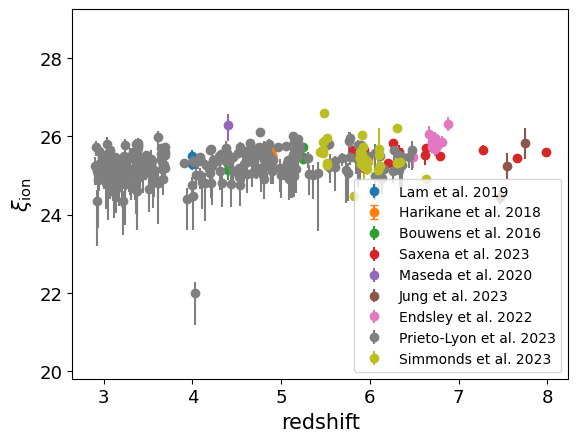 28
26
24
22
20
ξion
3
4
5
6
7
8
redshift
Lam et al. 2019
Harikane et al. 2018
Bouwens et al. 2016
Saxena et al. 2023
Maseda et al. 2020
Jung et al. 2023
Endsley et al. 2022
Prieto-Lyon et al. 2023
Simmonds et al. 2023